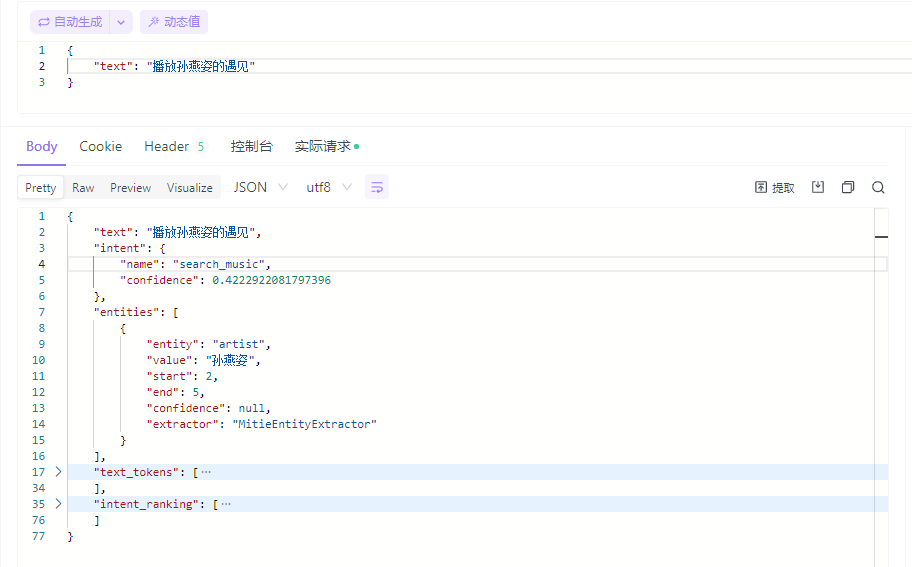 自动生成 动态值
1 {
2 "text": "播放孙燕姿的遇见"
3 }
Body Cookie Header 5 控制台 实际请求
Pretty Raw Preview Visualize JSON utf8 提取
1 {
2 "text": "播放孙燕姿的遇见",
3 "intent": {
4 "name": "search_music",
5 "confidence": 0.4222922081797396
6 },
7 "entities": [
8 {
9 "entity": "artist",
10 "value": "孙燕姿",
11 "start": 2,
12 "end": 5,
13 "confidence": null,
14 "extractor": "MitieEntityExtractor"
15 }
16 ],
17 "text_tokens": [ ⋯
34 ],
35 "intent_ranking": [ ⋯
76 ]
77 }